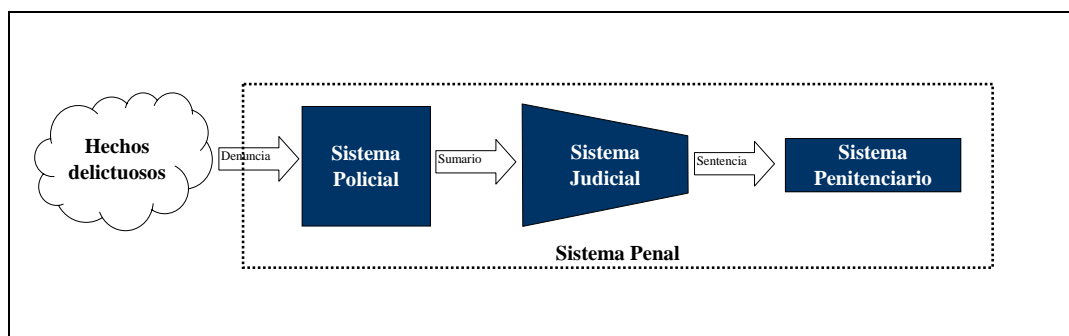 Hechos
delictuosos
Denuncia
Sistema
Policial
Sumario
Sistema
Judicial
Sentencia
Sistema
Penitenciario
Sistema Penal